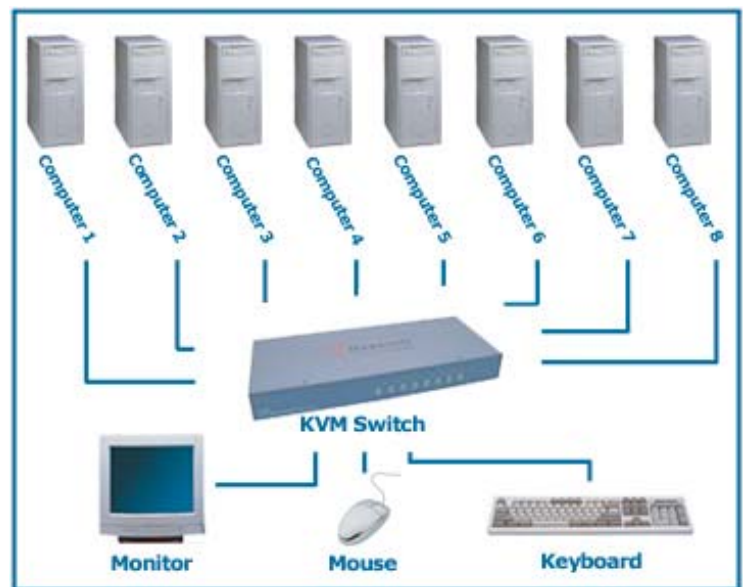 Computer 1
Computer 2
Computer 3
Computer 4
Computer 5
Computer 6
Computer 7
Computer 8
KVM Switch
Monitor
Mouse
Keyboard